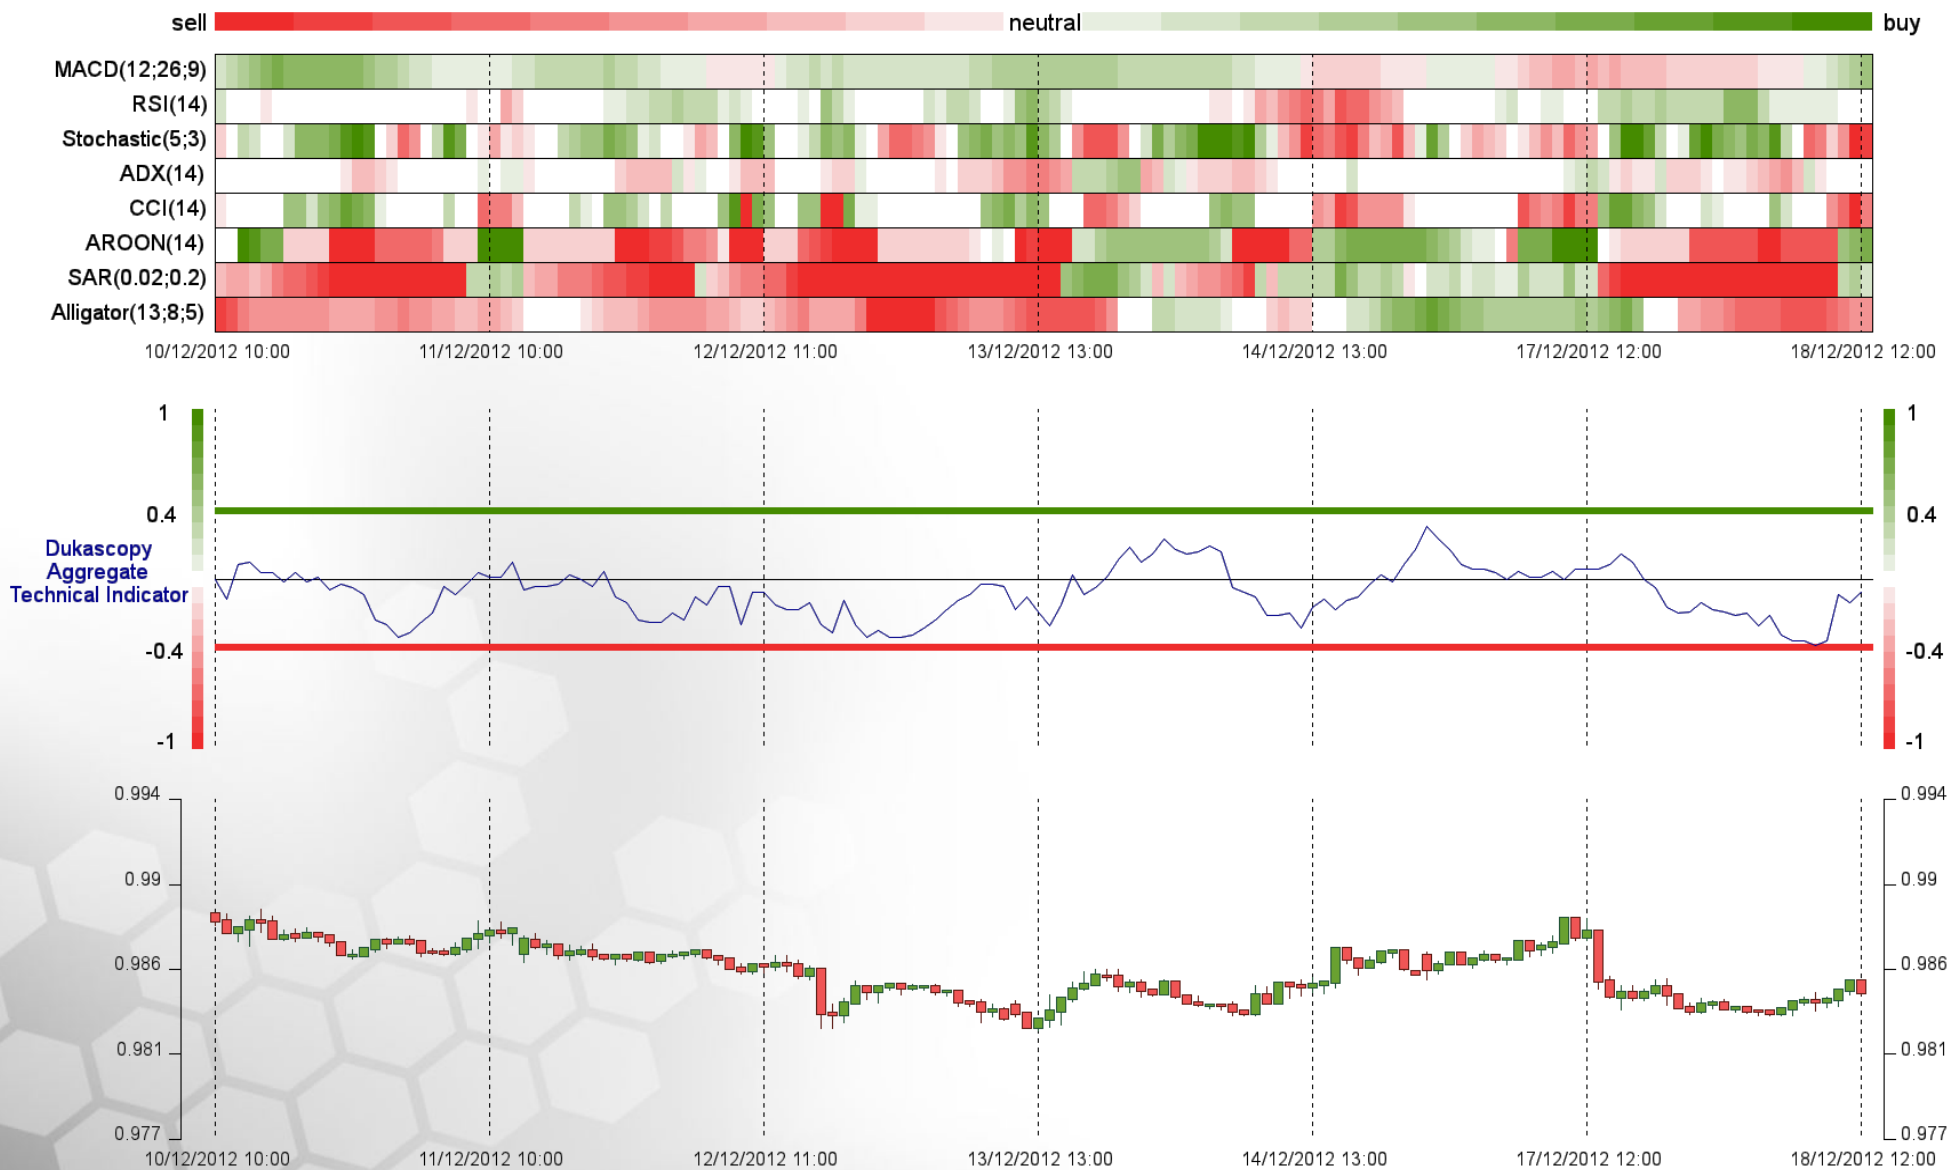 sell neutral buy
MACD(12;26;9)
RSI(14)
Stochastic(5;3)
ADX(14)
CCI(14)
AROON(14)
SAR(0.02;0.2)
Alligator(13;8;5)
10/12/2012 10:00 11/12/2012 10:00 12/12/2012 11:00 13/12/2012 13:00 14/12/2012 13:00 17/12/2012 12:00 18/12/2012 12:00
1 1
0.4 0.4
Dukascopy
Aggregate
Technical Indicator
-0.4 -0.4
-1 -1
0.994 0.994
0.99 0.99
0.986 0.986
0.981 0.981
0.977 0.977
10/12/2012 10:00 11/12/2012 10:00 12/12/2012 11:00 13/12/2012 13:00 14/12/2012 13:00 17/12/2012 12:00 18/12/2012 12:00